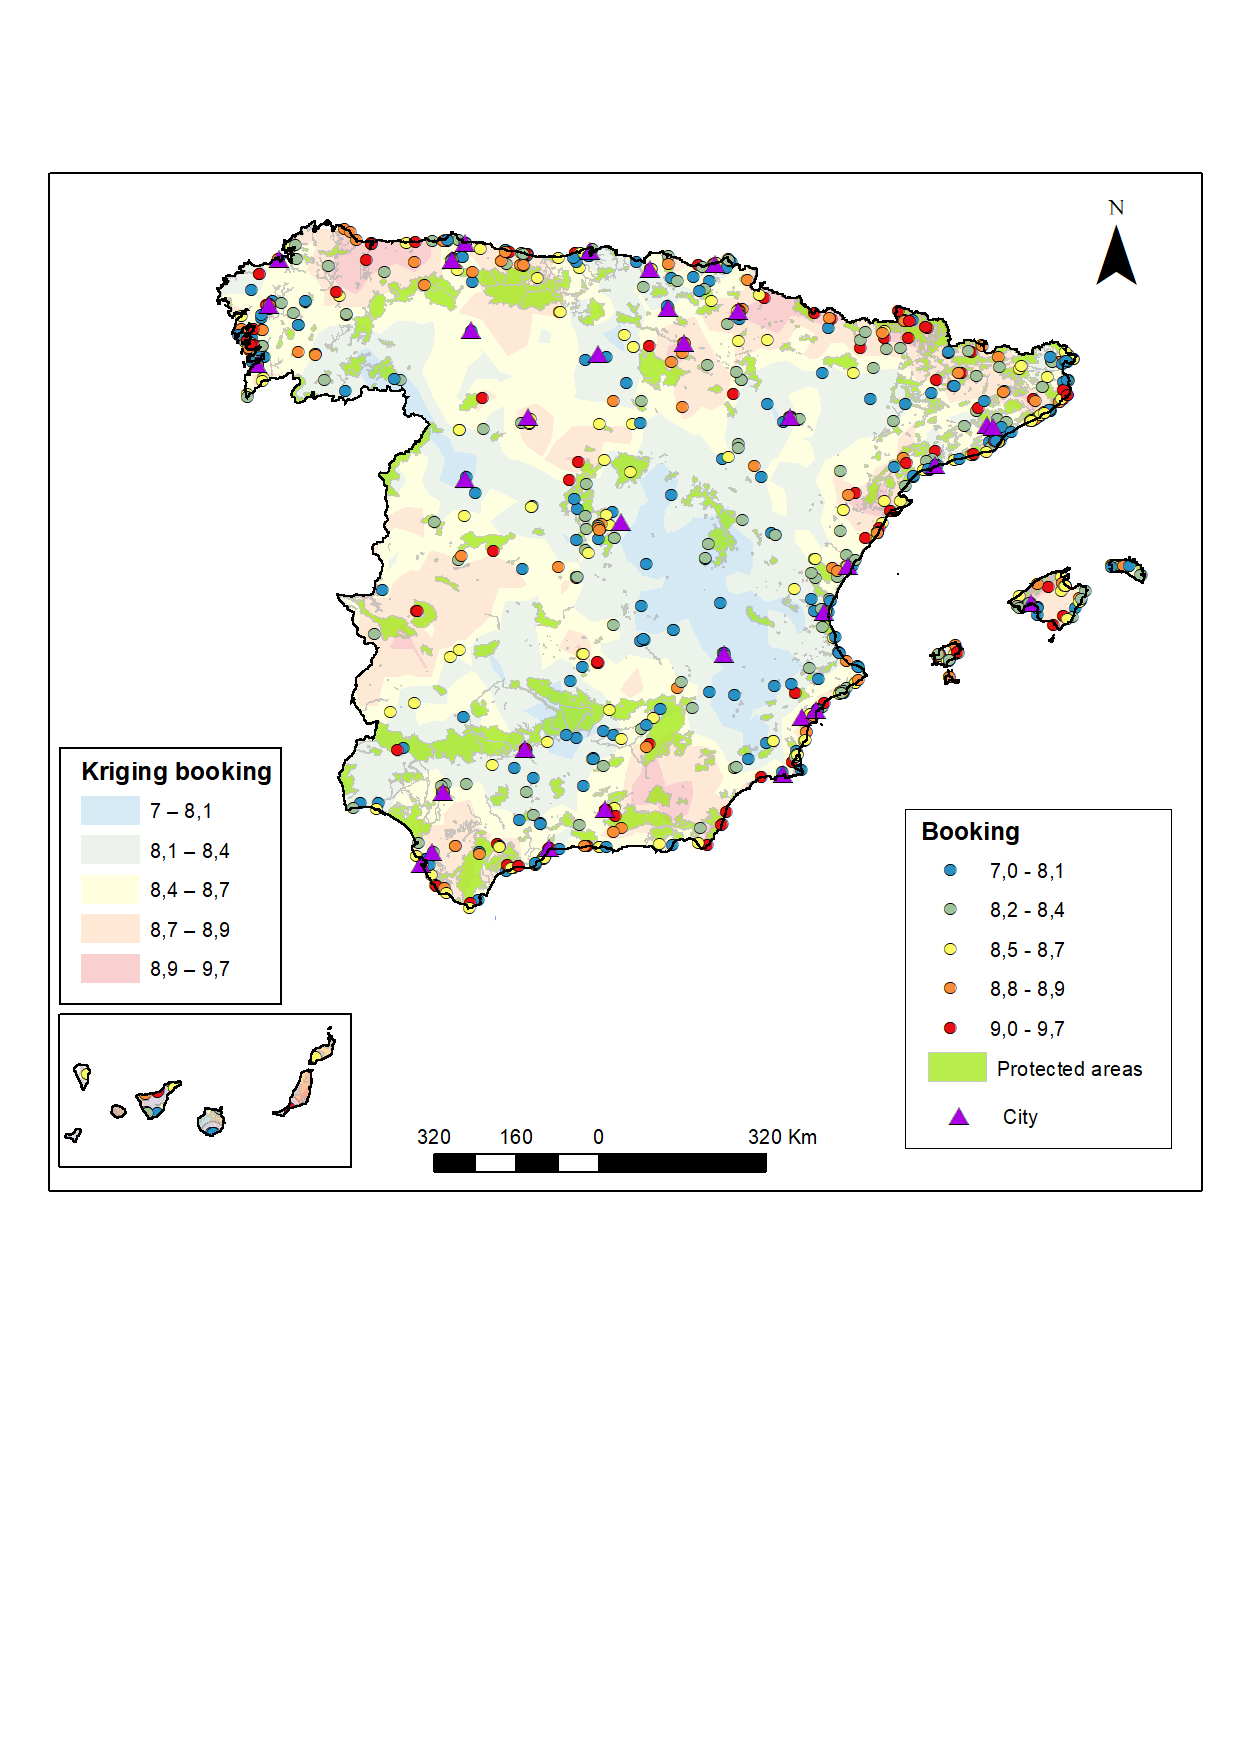 N
Kriging booking
7 – 8,1
8,1 – 8,4
8,4 – 8,7
8,7 – 8,9
8,9 – 9,7
Booking
7,0 - 8,1
8,2 - 8,4
8,5 - 8,7
8,8 - 8,9
9,0 - 9,7
Protected areas
City
320 160 0 320 Km